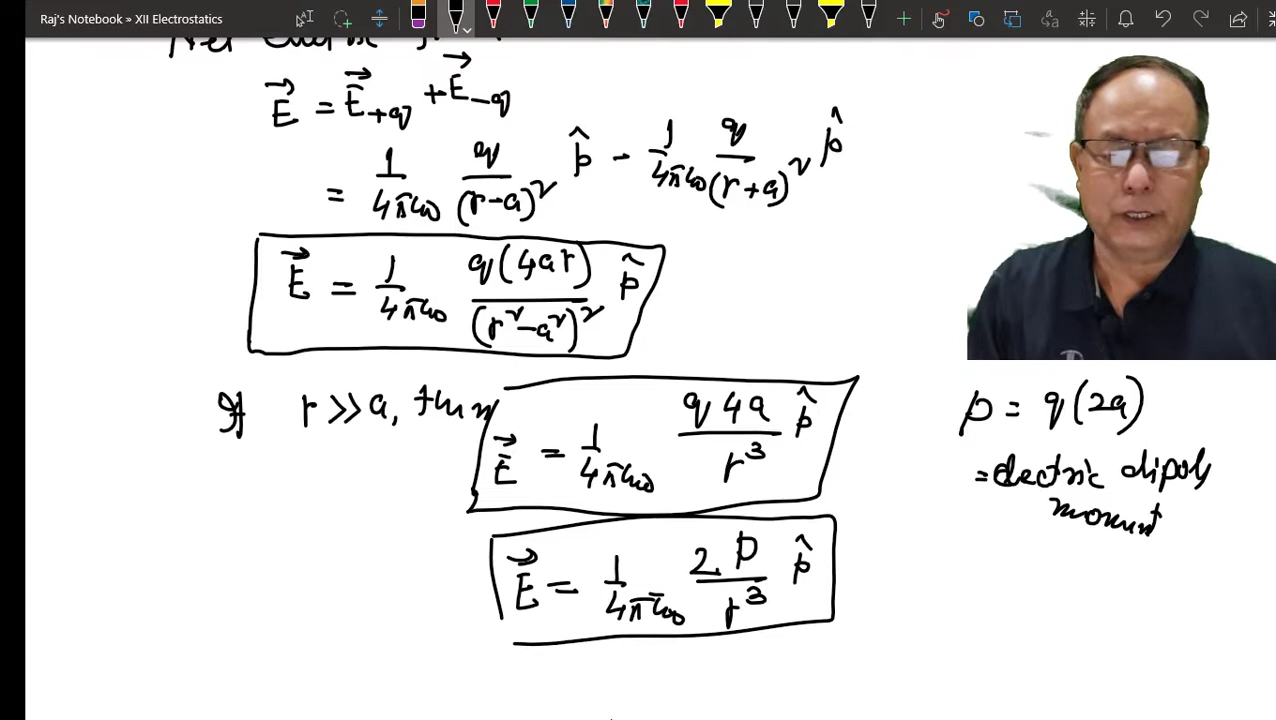 Raj's Notebook » XII Electrostatics
Net
E⃗ = E⃗₊q + E⃗₋q
= 1/4πε₀ q/(r-a)² p̂ - 1/4πε₀ q/(r+a)² p̂
E⃗ = 1/4πε₀ q(4ar)/(r²-a²)² p̂
If r >> a, then
E⃗ = 1/4πε₀ q4a/r³ p̂
E⃗ = 1/4πε₀ 2p/r³ p̂
p = q(2a)
= electric dipole
moment